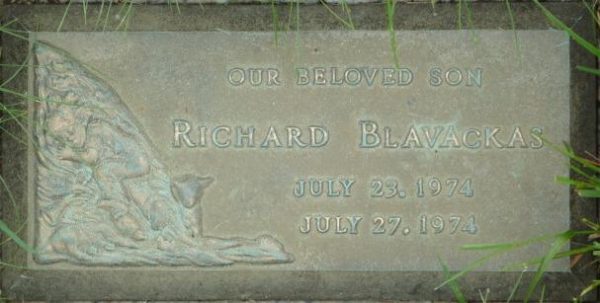 OUR BELOVED SON
RICHARD BLAVACKAS
JULY 23, 1974
JULY 27, 1974